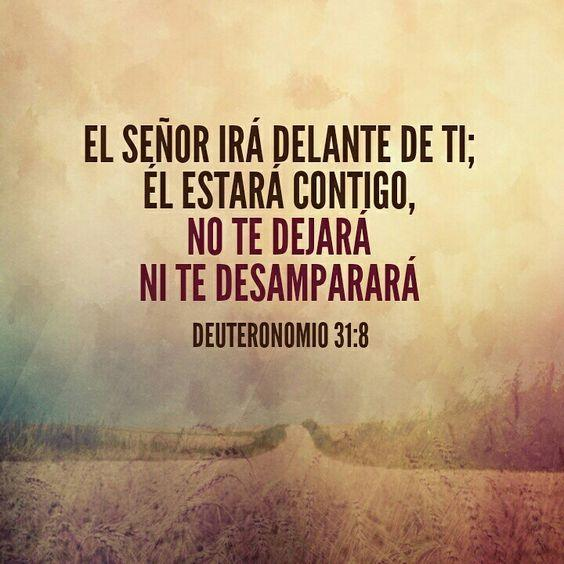 EL SEÑOR IRÁ DELANTE DE TI;
ÉL ESTARÁ CONTIGO,
NO TE DEJARÁ
NI TE DESAMPARARÁ
DEUTERONOMIO 31:8